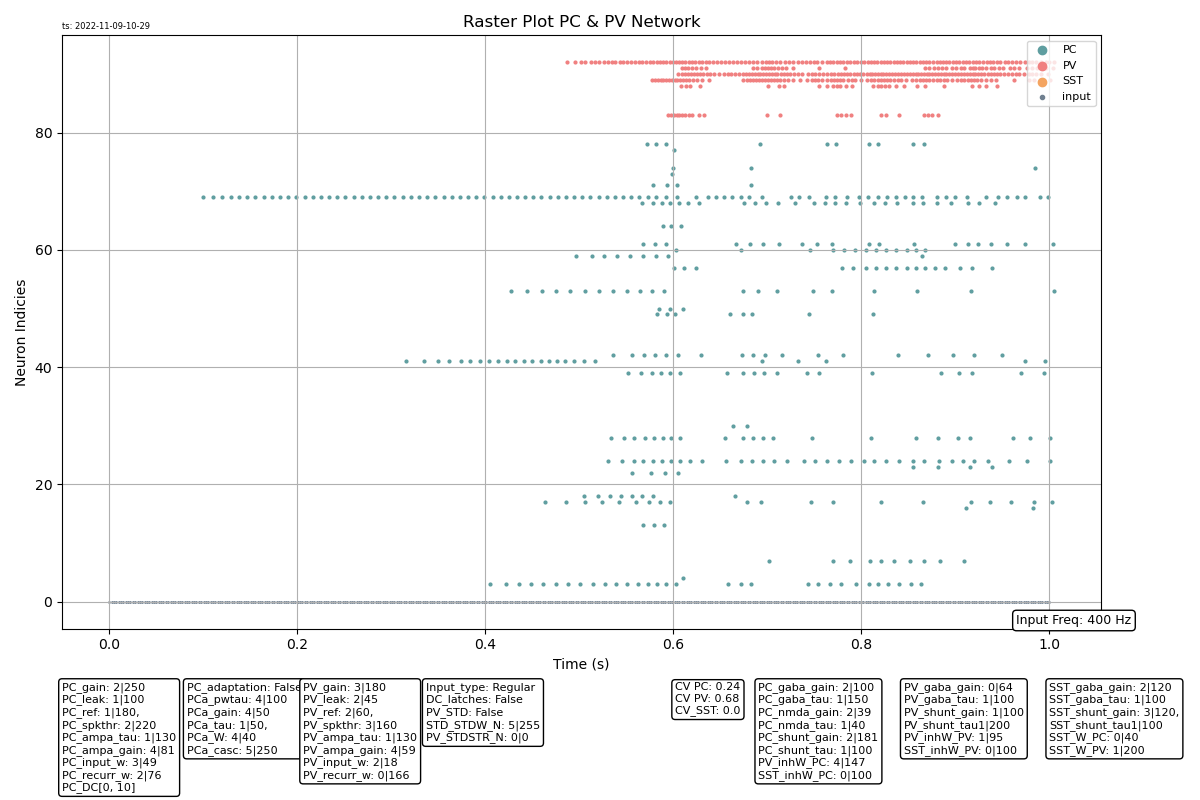 ts: 2022-11-09-10-29
Raster Plot PC & PV Network
PC
PV
SST
input
Neuron Indicies
80
60
40
20
0
0.0
0.2
0.4
0.6
0.8
1.0
Input Freq: 400 Hz
Time (s)
PC_gain: 2|250
PC_leak: 1|100
PC_ref: 1|180,
PC_spkthr: 2|220
PC_ampa_tau: 1|130
PC_ampa_gain: 4|81
PC_input_w: 3|49
PC_recurr_w: 2|76
PC_DC[0, 10]
PC_adaptation: False
PCa_pwtau: 4|100
PCa_gain: 4|50
PCa_tau: 1|50,
PCa_W: 4|40
PCa_casc: 5|250
PV_gain: 3|180
PV_leak: 2|45
PV_ref: 2|60,
PV_spkthr: 3|160
PV_ampa_tau: 1|130
PV_ampa_gain: 4|59
PV_input_w: 2|18
PV_recurr_w: 0|166
Input_type: Regular
DC_latches: False
PV_STD: False
STD_STDW_N: 5|255
PV_STDSTR_N: 0|0
CV PC: 0.24
CV PV: 0.68
CV_SST: 0.0
PC_gaba_gain: 2|100
PC_gaba_tau: 1|150
PC_nmda_gain: 2|39
PC_nmda_tau: 1|40
PC_shunt_gain: 2|181
PC_shunt_tau: 1|100
PV_inhW_PC: 4|147
SST_inhW_PC: 0|100
PV_gaba_gain: 0|64
PV_gaba_tau: 1|100
PV_shunt_gain: 1|100
PV_shunt_tau1|200
PV_inhW_PV: 1|95
SST_inhW_PV: 0|100
SST_gaba_gain: 2|120
SST_gaba_tau: 1|100
SST_shunt_gain: 3|120,
SST_shunt_tau1|100
SST_W_PC: 0|40
SST_W_PV: 1|200